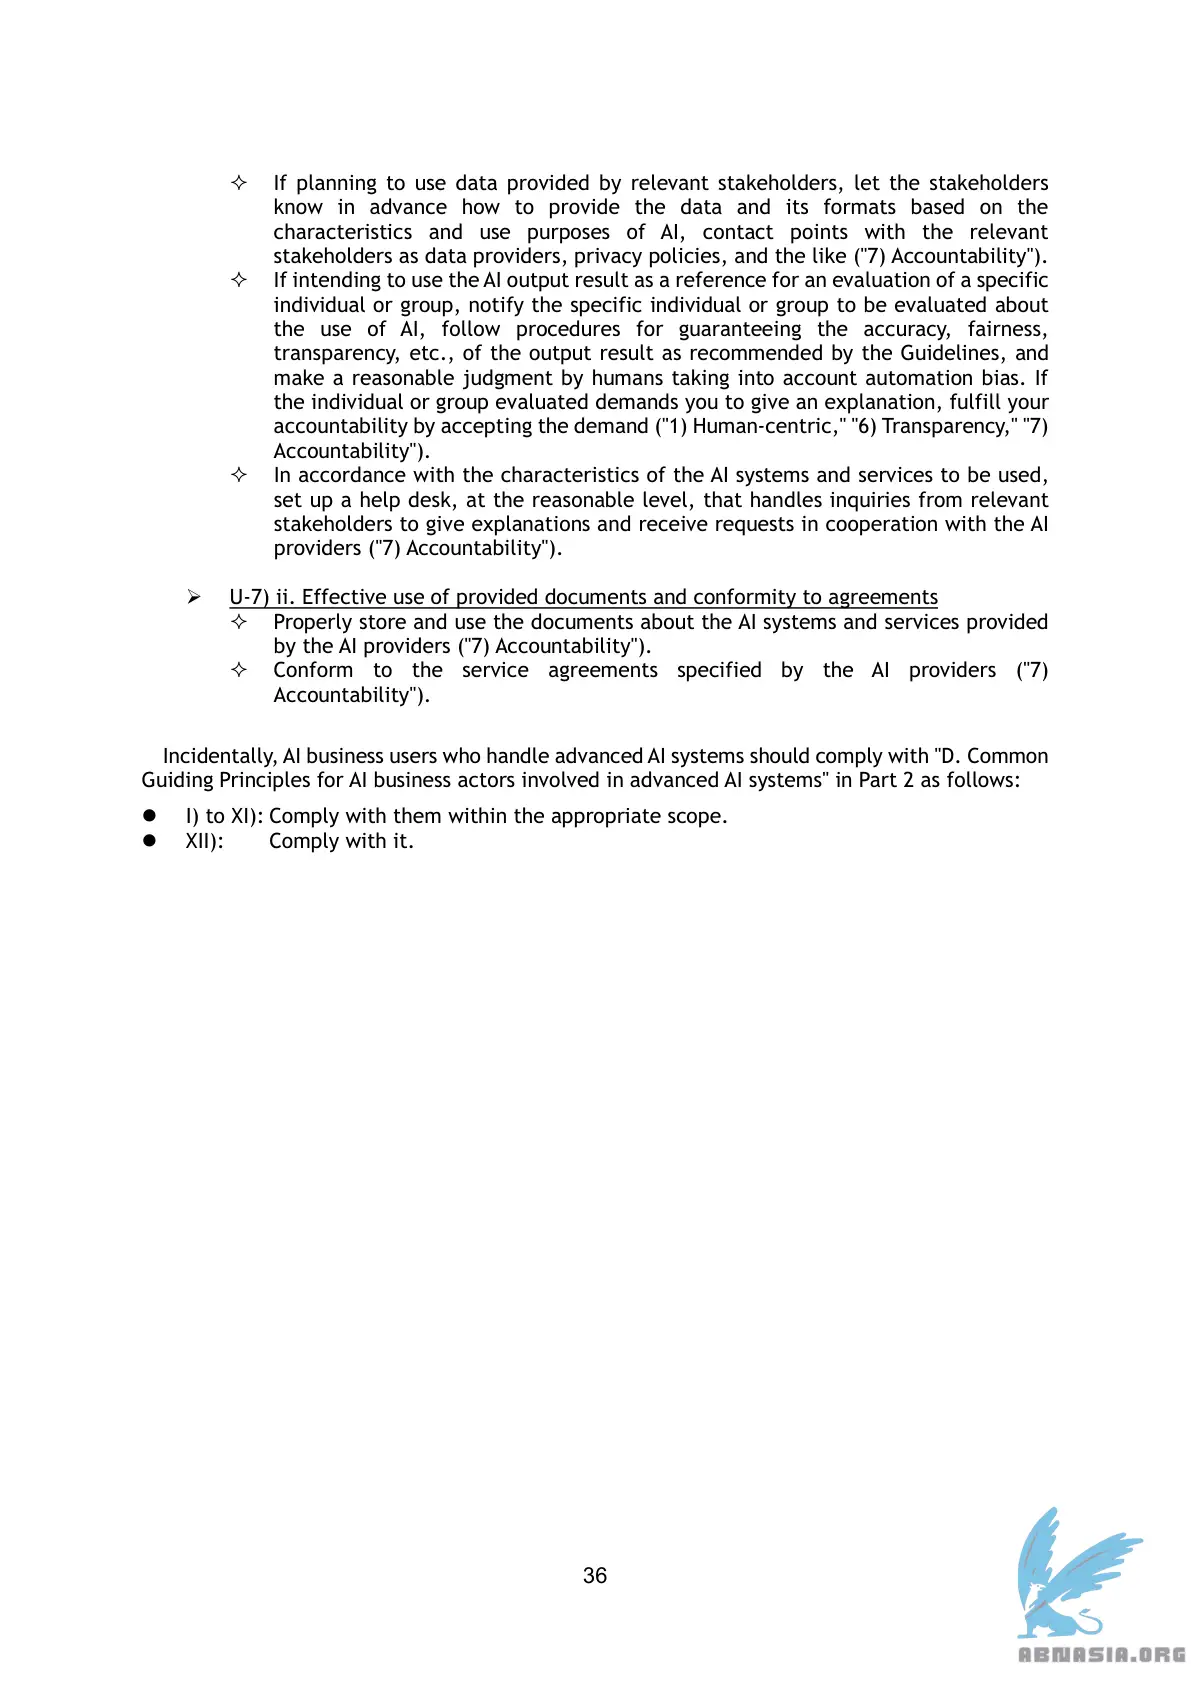 ✧ If planning to use data provided by relevant stakeholders, let the stakeholders
know in advance how to provide the data and its formats based on the
characteristics and use purposes of AI, contact points with the relevant
stakeholders as data providers, privacy policies, and the like ("7) Accountability").
✧ If intending to use the AI output result as a reference for an evaluation of a specific
individual or group, notify the specific individual or group to be evaluated about
the use of AI, follow procedures for guaranteeing the accuracy, fairness,
transparency, etc., of the output result as recommended by the Guidelines, and
make a reasonable judgment by humans taking into account automation bias. If
the individual or group evaluated demands you to give an explanation, fulfill your
accountability by accepting the demand ("1) Human-centric," "6) Transparency," "7)
Accountability").
✧ In accordance with the characteristics of the AI systems and services to be used,
set up a help desk, at the reasonable level, that handles inquiries from relevant
stakeholders to give explanations and receive requests in cooperation with the AI
providers ("7) Accountability").
➢ U-7) ii. Effective use of provided documents and conformity to agreements
✧ Properly store and use the documents about the AI systems and services provided
by the AI providers ("7) Accountability").
✧ Conform to the service agreements specified by the AI providers ("7)
Accountability").
Incidentally, AI business users who handle advanced AI systems should comply with "D. Common
Guiding Principles for AI business actors involved in advanced AI systems" in Part 2 as follows:
● I) to XI): Comply with them within the appropriate scope.
● XII): Comply with it.
36
ABNASIA.ORG